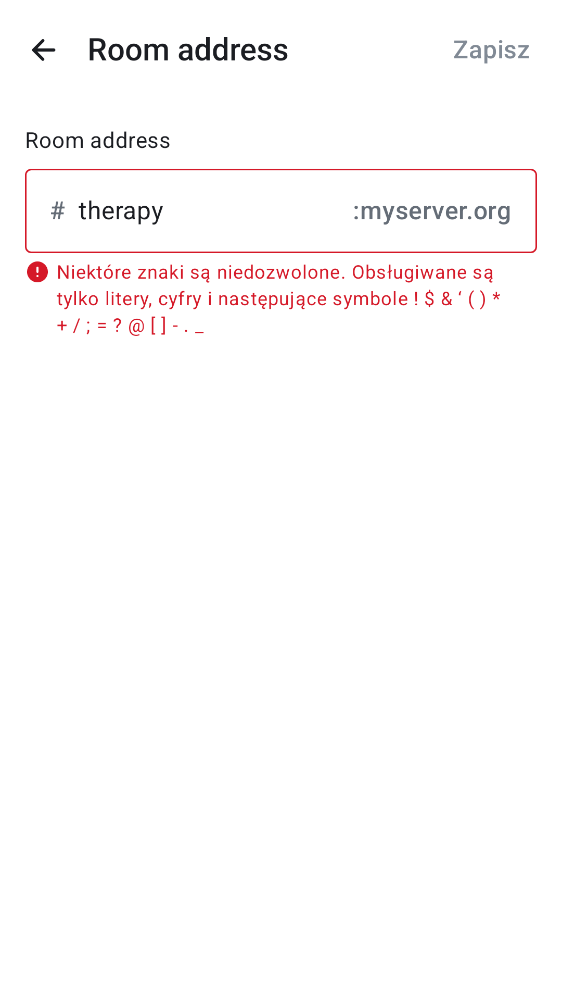 Room address
Zapisz
Room address
# therapy :myserver.org
Niektóre znaki są niedozwolone. Obsługiwane są
tylko litery, cyfry i następujące symbole ! $ & ‘ ( ) *
+ / ; = ? @ [ ] - . _